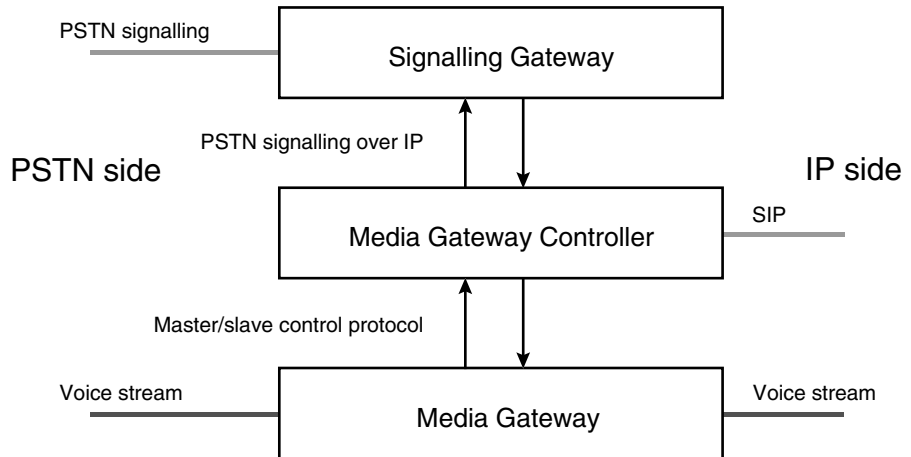 PSTN signalling
Signalling Gateway
PSTN signalling over IP
PSTN side
IP side
SIP
Media Gateway Controller
Master/slave control protocol
Voice stream
Voice stream
Media Gateway